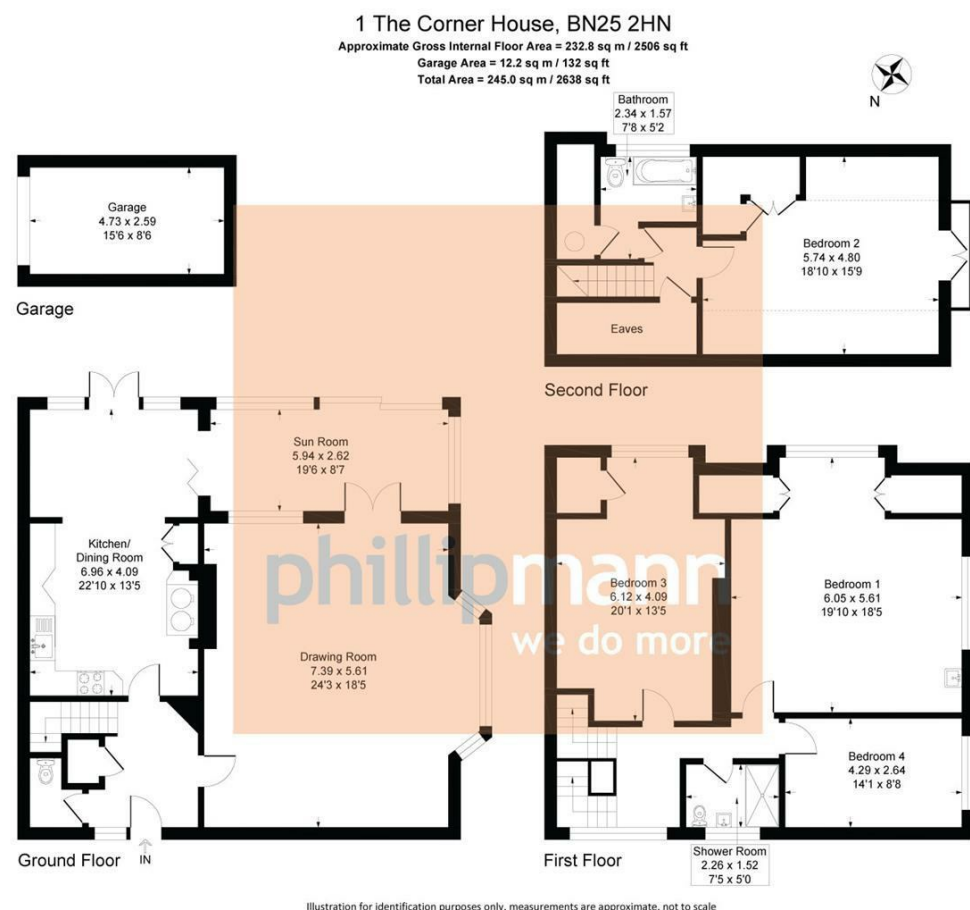 1 The Corner House, BN25 2HN
Approximate Gross Internal Floor Area = 232.8 sq m / 2506 sq ft
Garage Area = 12.2 sq m / 132 sq ft
Total Area = 245.0 sq m / 2638 sq ft
N
Garage
4.73 x 2.59
15'6 x 8'6
Garage
Bathroom
2.34 x 1.57
7'8 x 5'2
Bedroom 2
5.74 x 4.80
18'10 x 15'9
Eaves
Second Floor
Sun Room
5.94 x 2.62
19'6 x 8'7
Kitchen/
Dining Room
6.96 x 4.09
22'10 x 13'5
Drawing Room
7.39 x 5.61
24'3 x 18'5
Ground Floor
IN
phillipmann
we do more
Bedroom 3
6.12 x 4.09
20'1 x 13'5
Bedroom 1
6.05 x 5.61
19'10 x 18'5
Bedroom 4
4.29 x 2.64
14'1 x 8'8
First Floor
Shower Room
2.26 x 1.52
7'5 x 5'0
Illustration for identification purposes only, measurements are approximate, not to scale